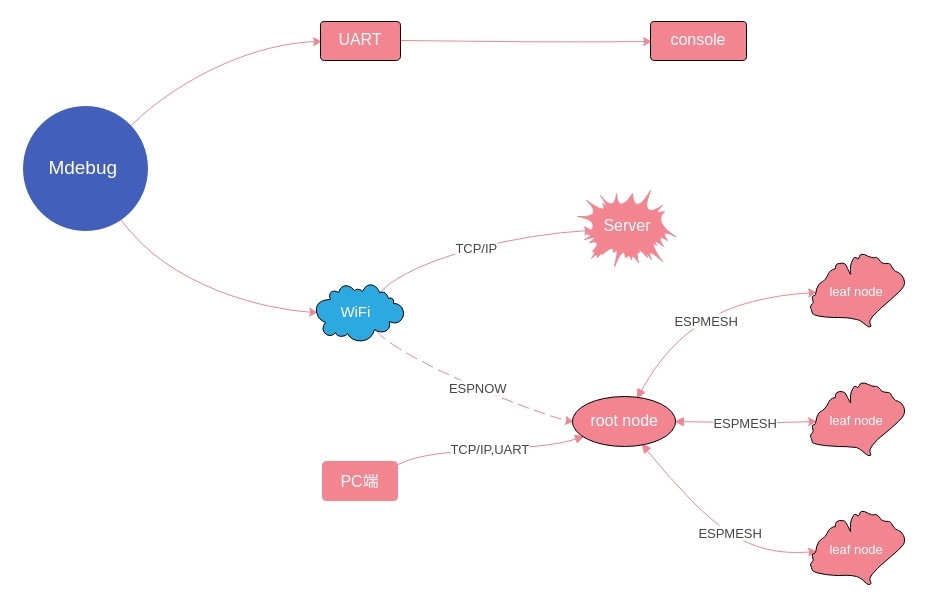 UART
console
Mdebug
Server
TCP/IP
leaf node
WiFi
ESPMESH
ESPNOW
root node
ESPMESH
leaf node
TCP/IP,UART
PC端
ESPMESH
leaf node